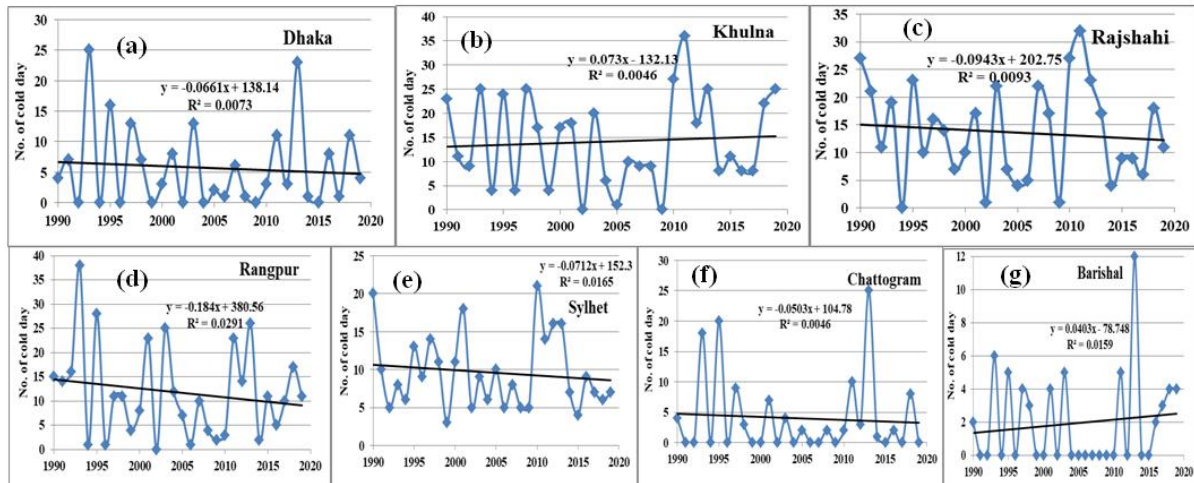 (a)
Dhaka
y = -0.0661x + 138.14
R² = 0.0073
No. of cold day
30
25
20
15
10
5
0
1990 1995 2000 2005 2010 2015 2020
(b)
Khulna
y = 0.073x - 132.13
R² = 0.0046
No. of cold day
40
35
30
25
20
15
10
5
0
1990 1995 2000 2005 2010 2015 2020
(c)
Rajshahi
y = -0.0943x + 202.75
R² = 0.0093
No. of cold day
35
30
25
20
15
10
5
0
1990 1995 2000 2005 2010 2015 2020
(d)
Rangpur
y = -0.184x + 380.56
R² = 0.0291
No. of cold day
40
35
30
25
20
15
10
5
0
1990 1995 2000 2005 2010 2015 2020
(e)
y = -0.0712x + 152.3
R² = 0.0165
Sylhet
No. of cold day
25
20
15
10
5
0
1990 1995 2000 2005 2010 2015 2020
(f)
Chattogram
y = -0.0503x + 104.78
R² = 0.0046
No. of cold day
30
25
20
15
10
5
0
1990 1995 2000 2005 2010 2015 2020
(g)
Barishal
y = 0.0403x - 78.748
R² = 0.0159
No. of cold day
12
10
8
6
4
2
0
1990 1995 2000 2005 2010 2015 2020